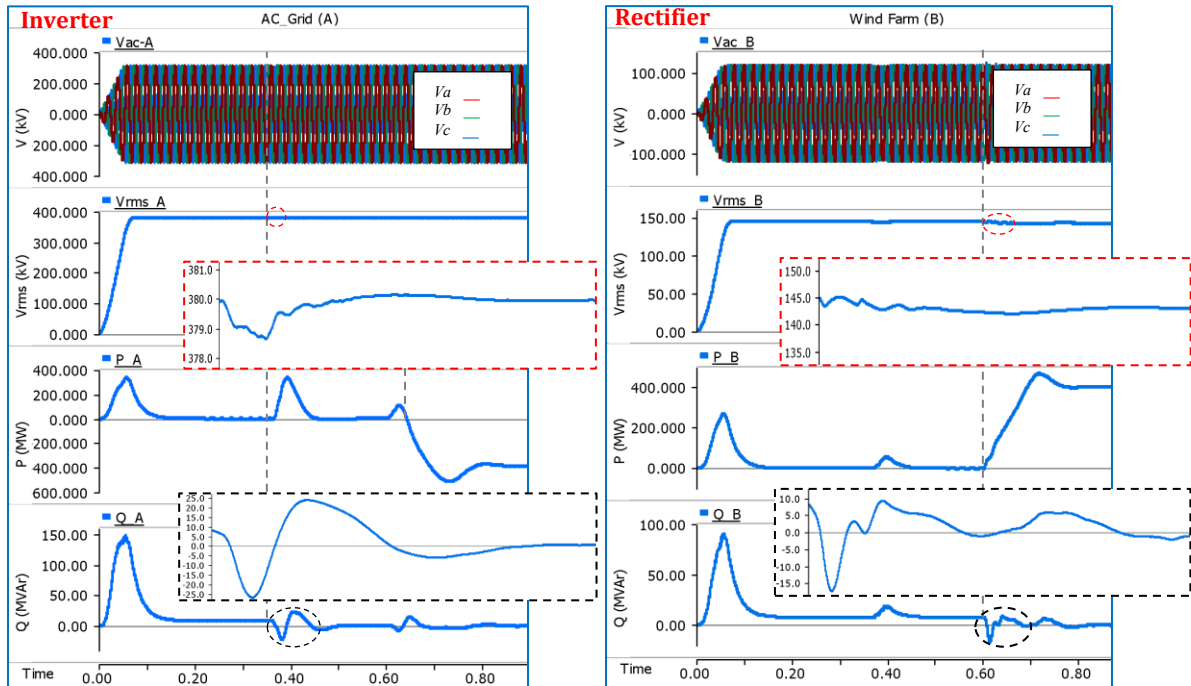 Inverter
AC_Grid (A)
Vac-A
400.000
200.000
0.000
200.000
400.000
V (kV)
Va
Vb
Vc
Vrms_A
400.000
300.000
200.000
100.000
0.000
Vrms (kV)
381.0
380.0
379.0
378.0
P_A
400.000
200.000
0.000
200.000
400.000
600.000
P (MW)
25.0
20.0
15.0
10.0
5.0
0.0
-5.0
-10.0
-15.0
-20.0
-25.0
Q_A
150.00
100.00
50.00
0.00
Q (MVAr)
Time
0.00
0.20
0.40
0.60
0.80
Rectifier
Wind Farm (B)
Vac_B
100.000
0.000
100.000
V (kV)
Va
Vb
Vc
Vrms_B
150.00
100.00
50.00
0.00
Vrms (kV)
150.0
145.0
140.0
135.0
P_B
400.000
200.000
0.000
P (MW)
10.0
5.0
0.0
-5.0
-10.0
-15.0
Q_B
100.00
50.00
0.00
Q (MVAr)
Time
0.00
0.20
0.40
0.60
0.80